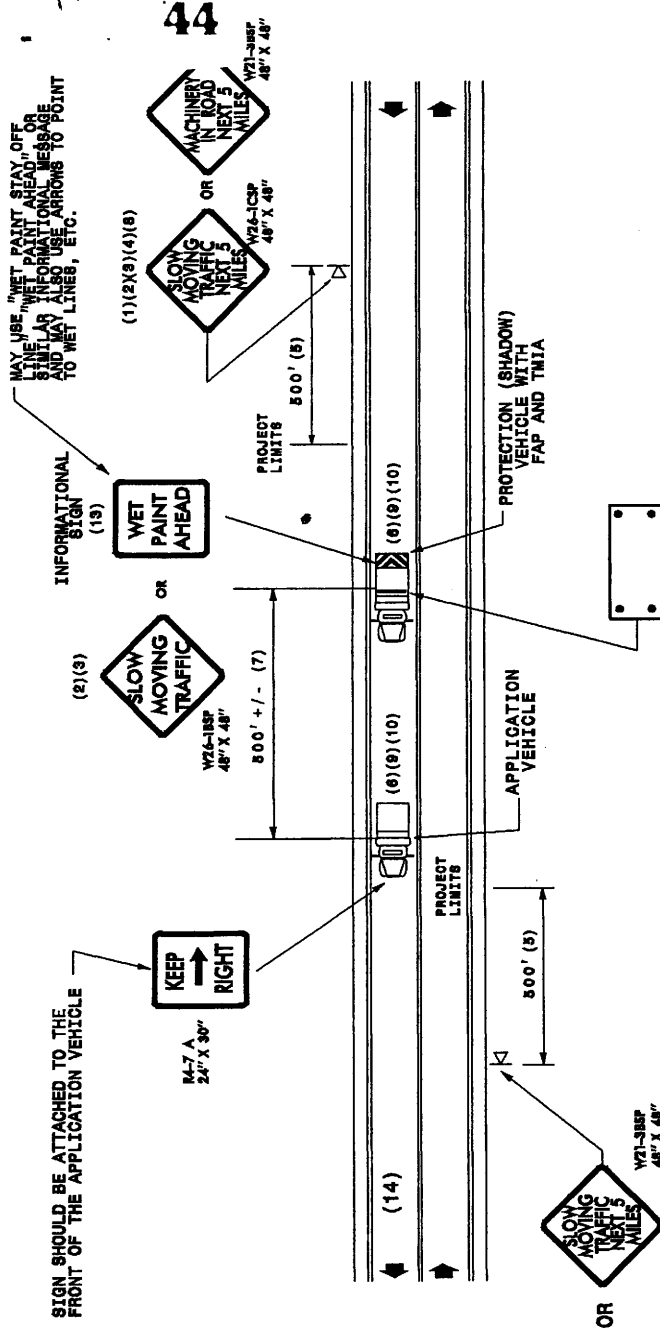 44
MAY USE "WET PAINT STAY OFF
LINE" "WET PAINT AHEAD" OR
SIMILAR INFORMATIONAL MESSAGE
AND MAY ALSO USE ARROWS TO POINT
TO WET LINES, ETC.
SIGN SHOULD BE ATTACHED TO THE
FRONT OF THE APPLICATION VEHICLE
KEEP
RIGHT
R4-7 A
24" X 30"
(2)(3)
SLOW
MOVING
TRAFFIC
W26-1BSP
48" X 48"
OR
INFORMATIONAL
SIGN
(13)
WET
PAINT
AHEAD
(1)(2)(3)(4)(8)
SLOW
MOVING
TRAFFIC
NEXT 5
MILES
W26-1CSP
48" X 48"
OR
MACHINERY
IN ROAD
NEXT 5
MILES
W21-3BSP
48" X 48"
500' +/- (7)
PROJECT
LIMITS
500' (5)
(14)
(6)(9)(10)
(6)(9)(10)
PROJECT
LIMITS
500' (5)
APPLICATION
VEHICLE
PROTECTION (SHADOW)
VEHICLE WITH
FAP AND TMIA
OR
SLOW
MOVING
TRAFFIC
NEXT 5
MILES
W21-3BSP
48" X 48"